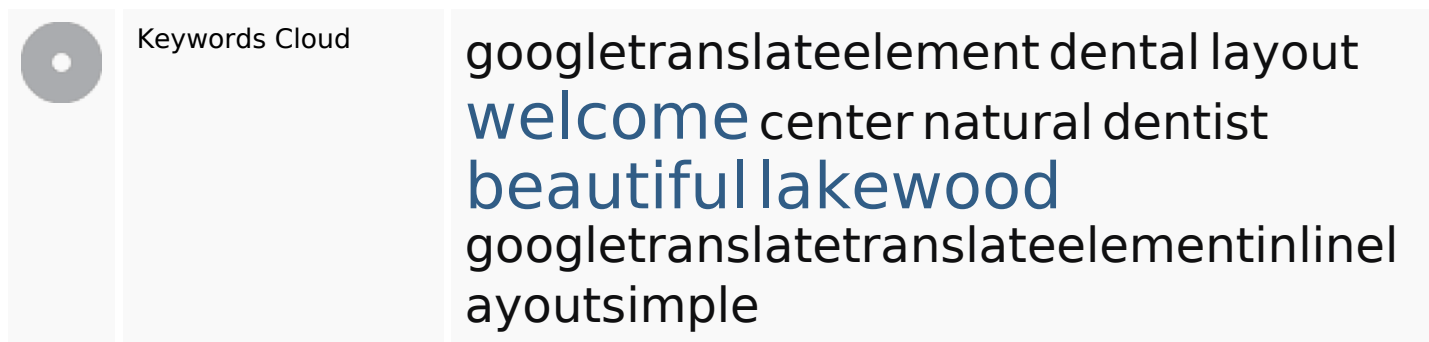 Keywords Cloud
googletranslateelement dental layout
welcome center natural dentist
beautiful lakewood
googletranslatetranslateelementinlinel
ayoutsimple